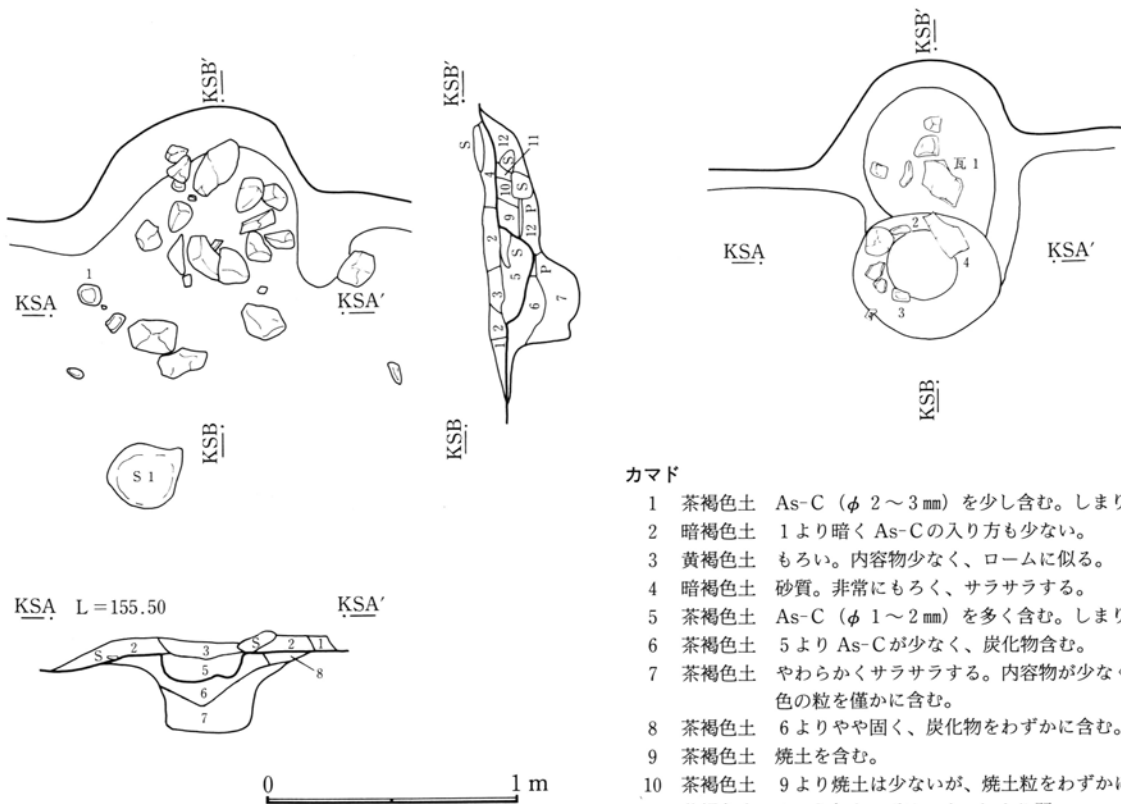 KSB′
1
KSA
KSA′
KSB
S 1
KSB′
S
12
11
S
4
10
S
9
P
12
2
S
5
P
6
7
3
2
1
KSB
KSB′
瓦 1
2
KSA
4
KSA′
3
KSB
KSA L=155.50 KSA′
S
2
3
S
2
1
5
8
6
7
0 1 m
カマド
1 茶褐色土 As-C(φ 2~3㎜)を少し含む。しまり
2 暗褐色土 1より暗く As-Cの入り方も少ない。
3 黄褐色土 もろい。内容物少なく、ロームに似る。
4 暗褐色土 砂質。非常にもろく、サラサラする。
5 茶褐色土 As-C(φ 1~2㎜)を多く含む。しまり
6 茶褐色土 5より As-Cが少なく、炭化物含む。
7 茶褐色土 やわらかくサラサラする。内容物が少なく
色の粒を僅かに含む。
8 茶褐色土 6よりやや固く、炭化物をわずかに含む。
9 茶褐色土 焼土を含む。
10 茶褐色土 9より焼土は少ないが、焼土粒をわずかに